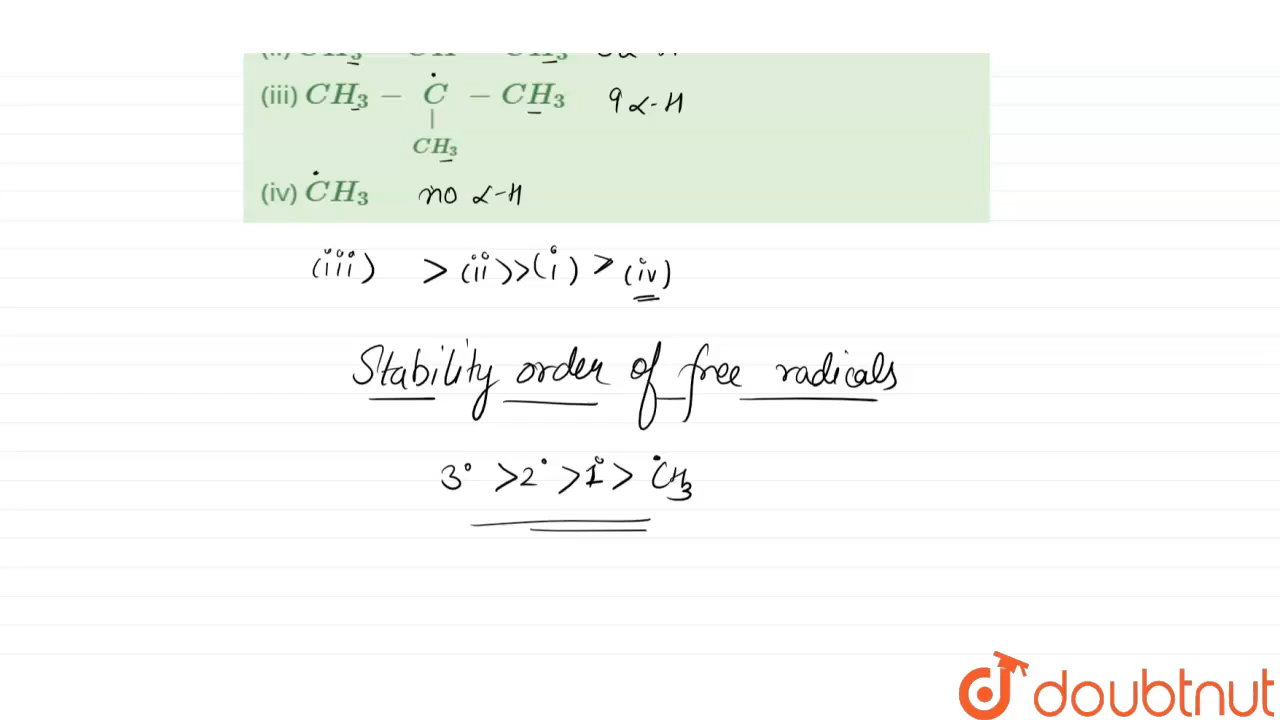 (iii) CH₃ − Ċ − CH₃ 9 α-H
|
CH₃
(iv) ĊH₃ no α-H
(iii) > (ii) >> (i) > (iv)
Stability order of free radicals
3° > 2° > 1° > ĊH₃
doubtnut